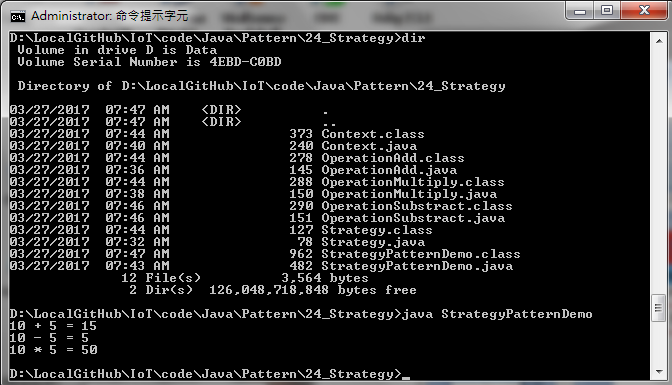 Administrator: 命令提示字元
D:\LocalGitHub\IoT\code\Java\Pattern\24_Strategy>dir
Volume in drive D is Data
Volume Serial Number is 4EBD-C0BD
Directory of D:\LocalGitHub\IoT\code\Java\Pattern\24_Strategy
03/27/2017  07:47 AM    <DIR>          .
03/27/2017  07:47 AM    <DIR>          ..
03/27/2017  07:44 AM               373 Context.class
03/27/2017  07:40 AM               240 Context.java
03/27/2017  07:44 AM               278 OperationAdd.class
03/27/2017  07:36 AM               145 OperationAdd.java
03/27/2017  07:44 AM               288 OperationMultiply.class
03/27/2017  07:38 AM               150 OperationMultiply.java
03/27/2017  07:46 AM               290 OperationSubstract.class
03/27/2017  07:46 AM               151 OperationSubstract.java
03/27/2017  07:44 AM               127 Strategy.class
03/27/2017  07:32 AM                78 Strategy.java
03/27/2017  07:47 AM               962 StrategyPatternDemo.class
03/27/2017  07:43 AM               482 StrategyPatternDemo.java
12 File(s)          3,564 bytes
2 Dir(s)  126,048,718,848 bytes free
D:\LocalGitHub\IoT\code\Java\Pattern\24_Strategy>java StrategyPatternDemo
10 + 5 = 15
10 - 5 = 5
10 * 5 = 50
D:\LocalGitHub\IoT\code\Java\Pattern\24_Strategy>_